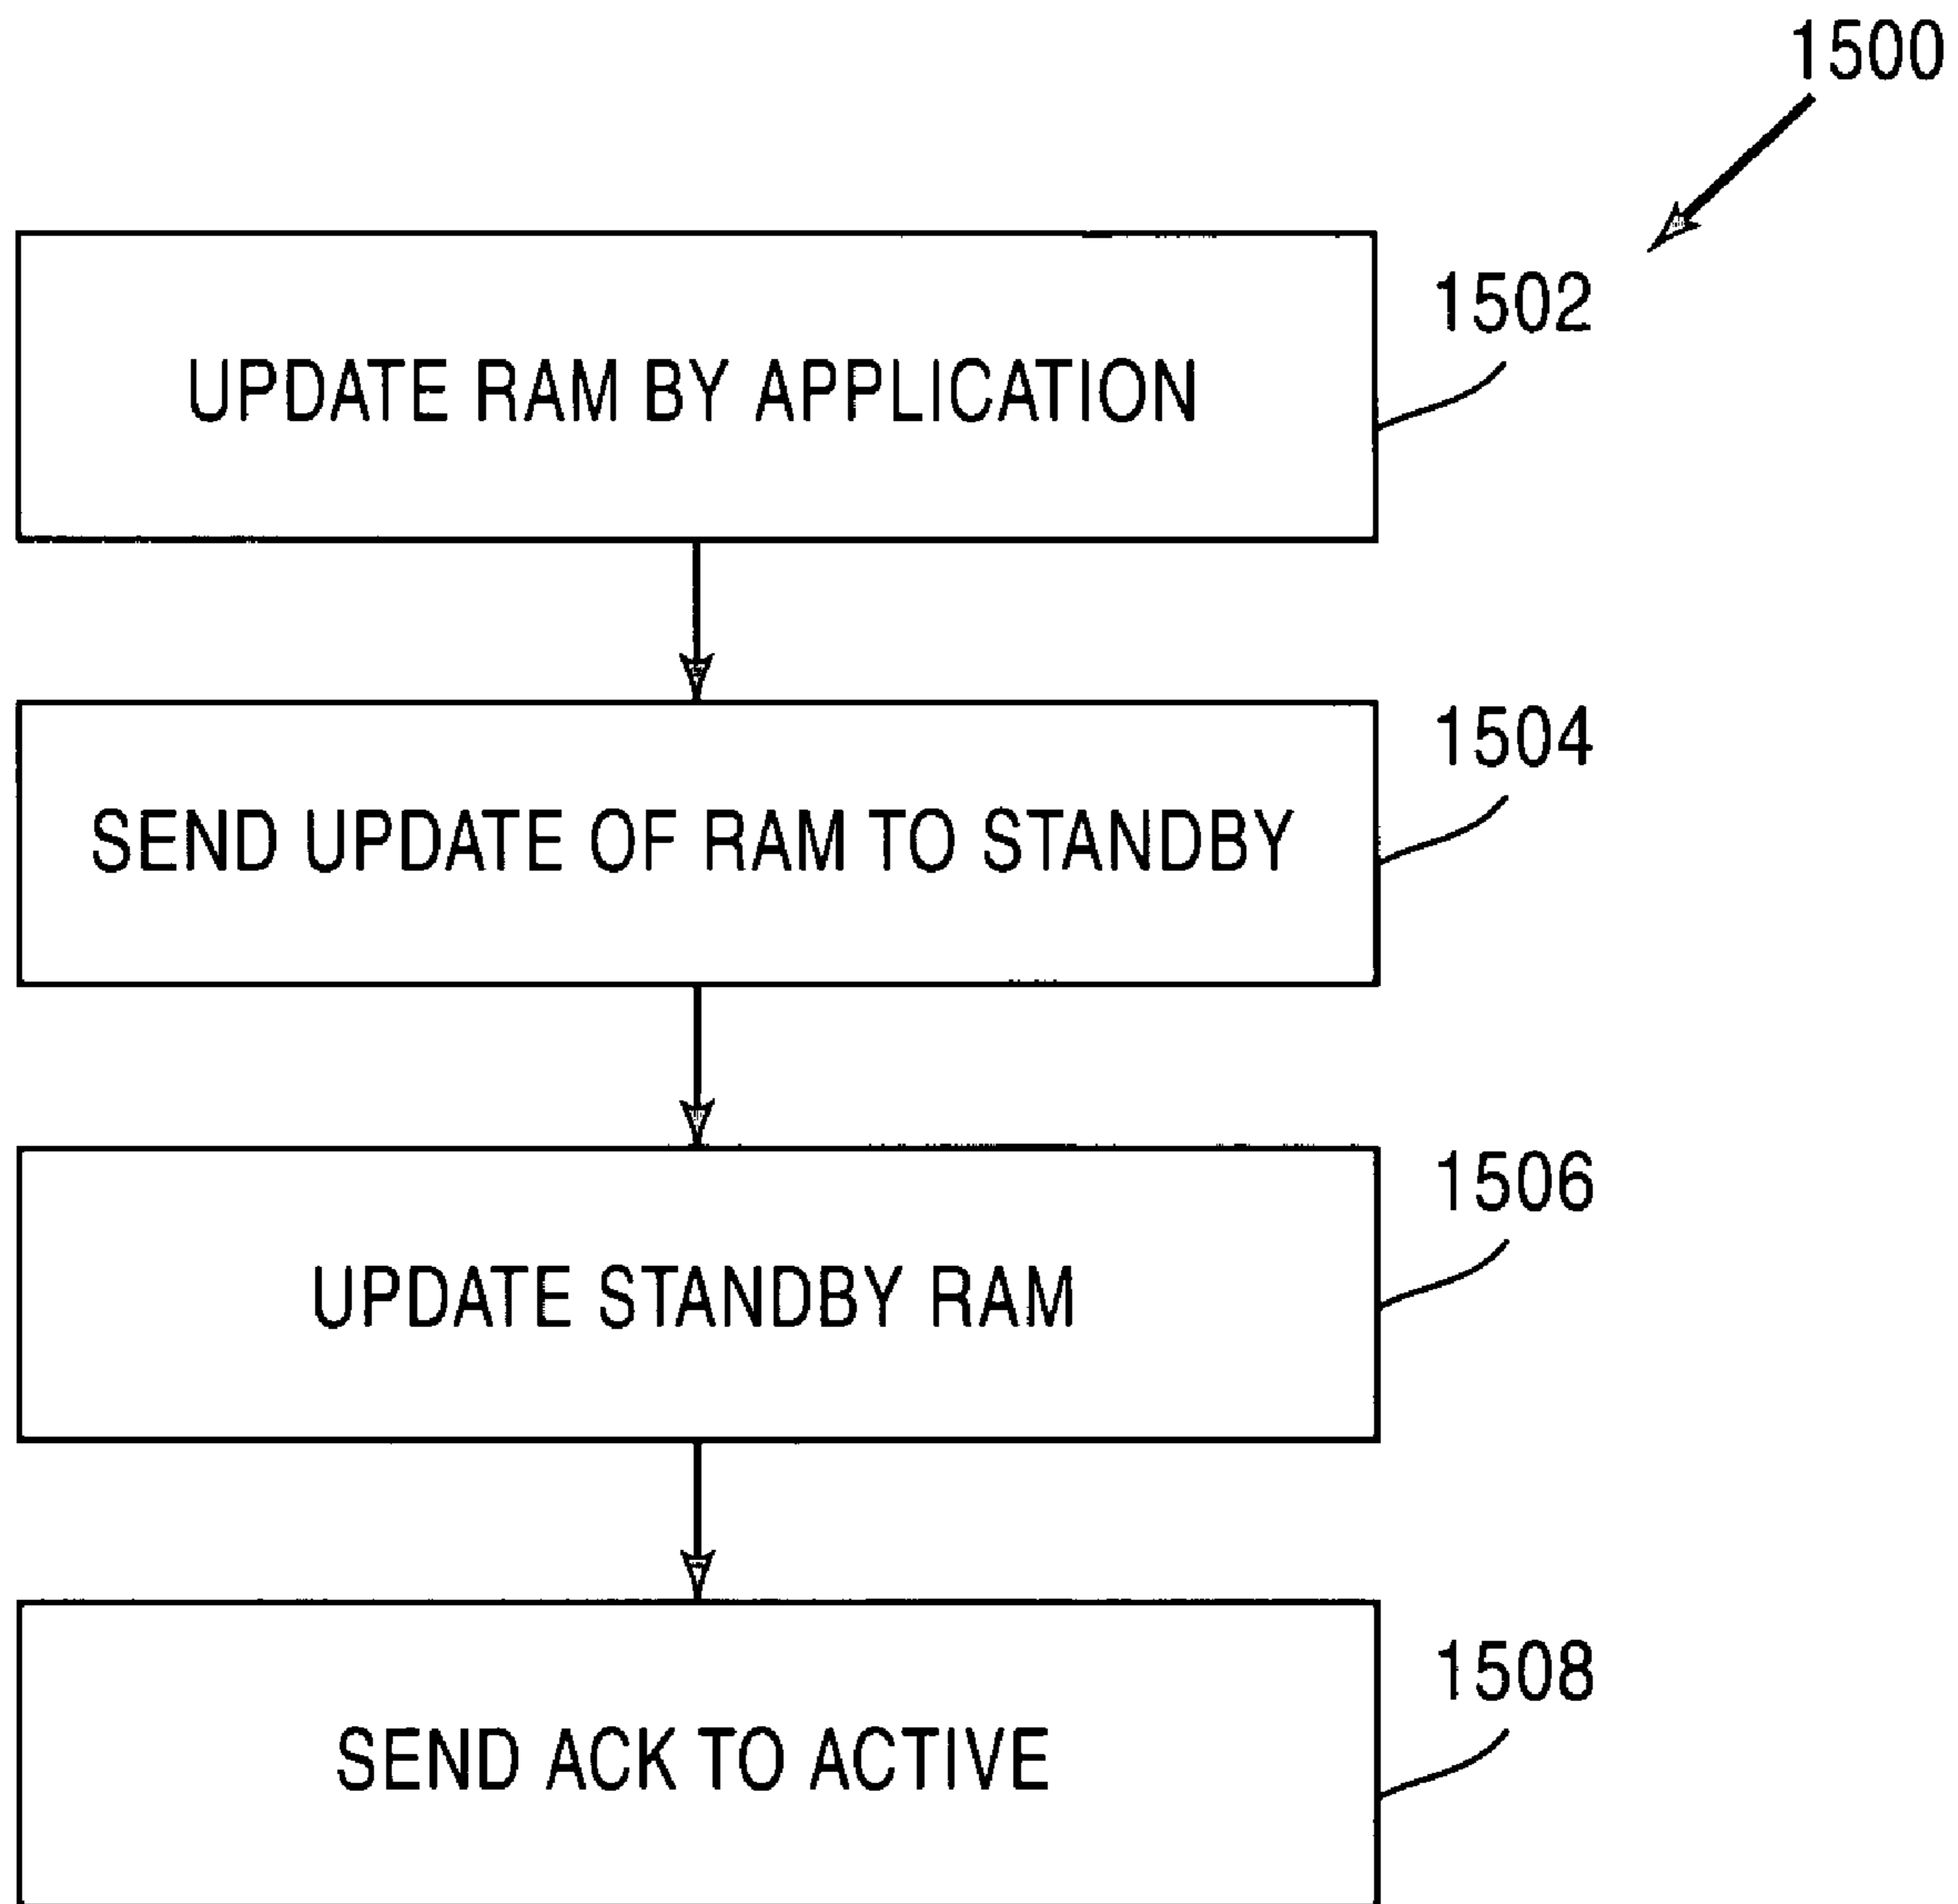 1500
1502
UPDATE RAM BY APPLICATION
1504
SEND UPDATE OF RAM TO STANDBY
1506
UPDATE STANDBY RAM
1508
SEND ACK TO ACTIVE